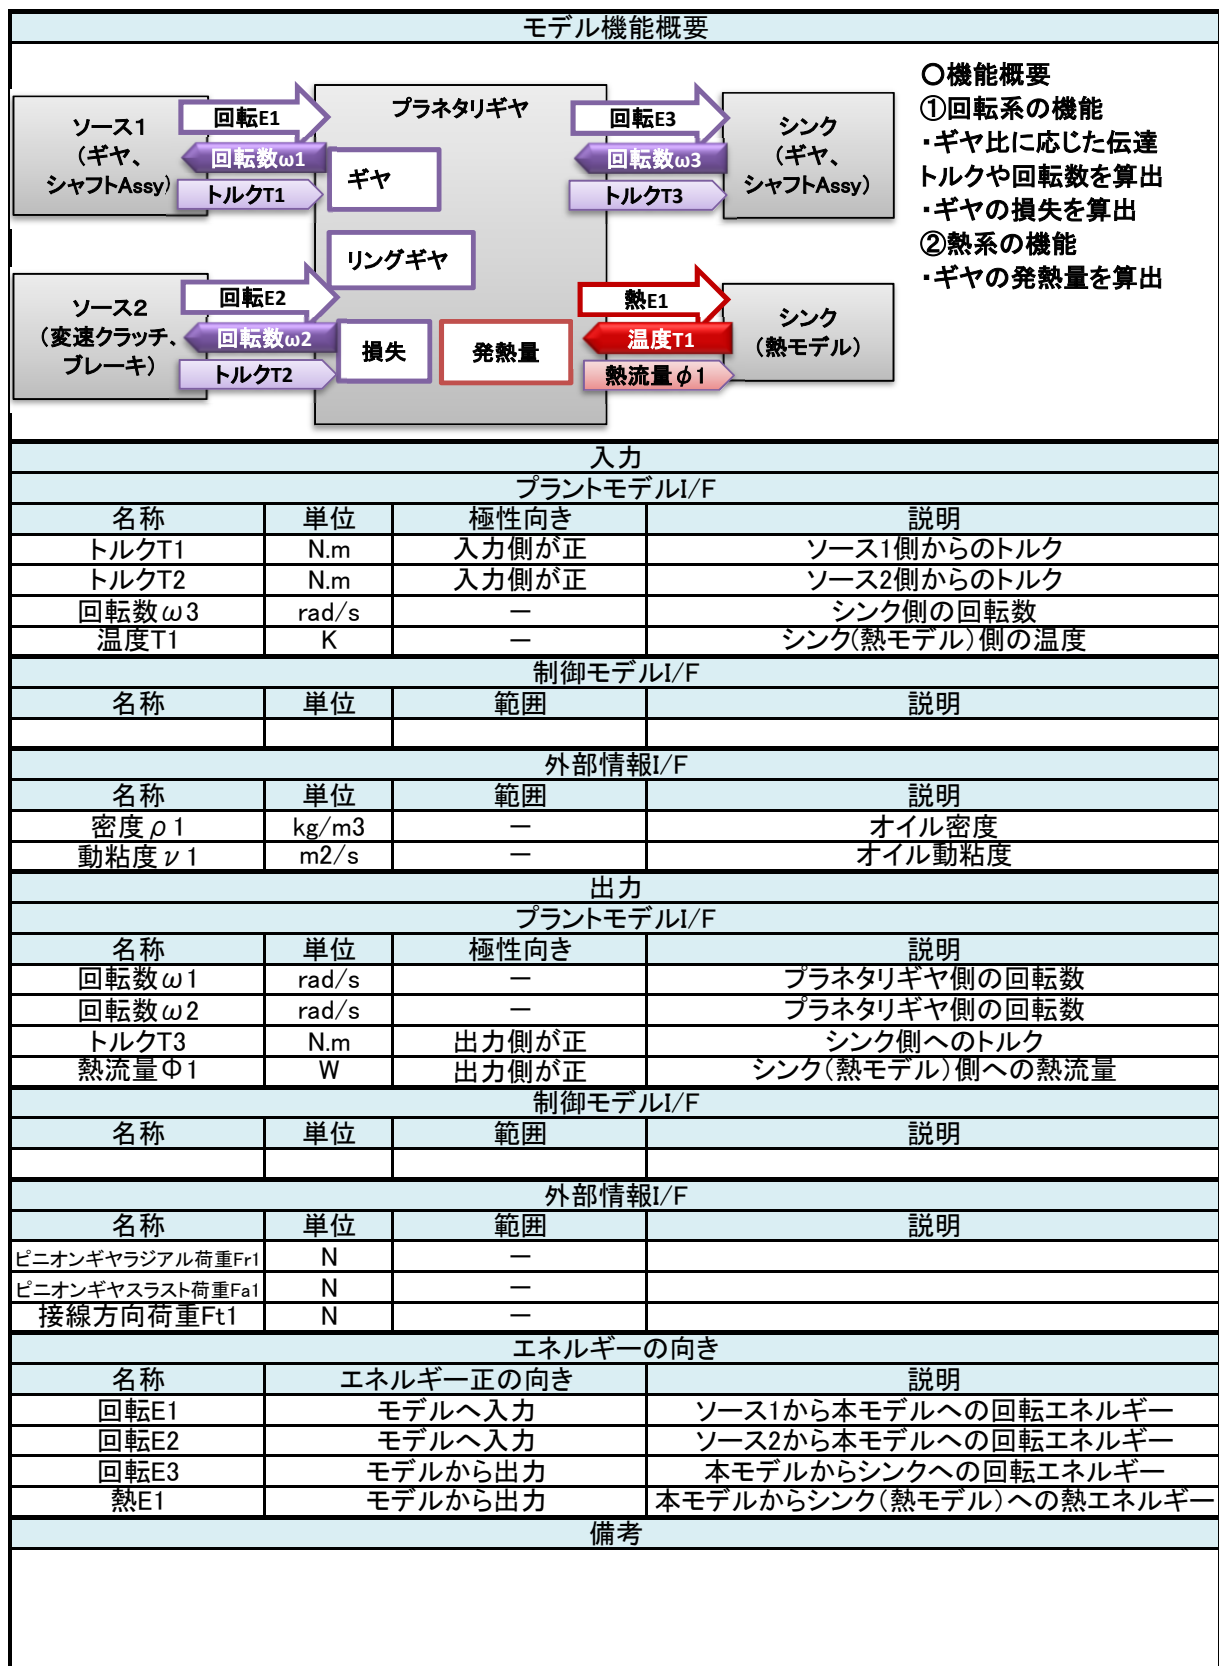 モデル機能概要
ソース1
(ギヤ、
シャフトAssy)
回転E1
回転数ω1
トルクT1
プラネタリギヤ
ギヤ
リングギヤ
損失
発熱量
回転E3
回転数ω3
トルクT3
シンク
(ギヤ、
シャフトAssy)
ソース2
(変速クラッチ、
ブレーキ)
回転E2
回転数ω2
トルクT2
熱E1
温度T1
熱流量φ1
シンク
(熱モデル)
〇機能概要
①回転系の機能
・ギヤ比に応じた伝達
トルクや回転数を算出
・ギヤの損失を算出
②熱系の機能
・ギヤの発熱量を算出
入力
プラントモデルI/F
名称 単位 極性向き 説明
トルクT1 N.m 入力側が正 ソース1側からのトルク
トルクT2 N.m 入力側が正 ソース2側からのトルク
回転数ω3 rad/s ー シンク側の回転数
温度T1 K ー シンク(熱モデル)側の温度
制御モデルI/F
名称 単位 範囲 説明
外部情報I/F
名称 単位 範囲 説明
密度ρ1 kg/m3 ー オイル密度
動粘度ν1 m2/s ー オイル動粘度
出力
プラントモデルI/F
名称 単位 極性向き 説明
回転数ω1 rad/s ー プラネタリギヤ側の回転数
回転数ω2 rad/s ー プラネタリギヤ側の回転数
トルクT3 N.m 出力側が正 シンク側へのトルク
熱流量Φ1 W 出力側が正 シンク(熱モデル)側への熱流量
制御モデルI/F
名称 単位 範囲 説明
外部情報I/F
名称 単位 範囲 説明
ピニオンギヤラジアル荷重Fr1 N ー
ピニオンギヤスラスト荷重Fa1 N ー
接線方向荷重Ft1 N ー
エネルギーの向き
名称 エネルギー正の向き 説明
回転E1 モデルへ入力 ソース1から本モデルへの回転エネルギー
回転E2 モデルへ入力 ソース2から本モデルへの回転エネルギー
回転E3 モデルから出力 本モデルからシンクへの回転エネルギー
熱E1 モデルから出力 本モデルからシンク(熱モデル)への熱エネルギー
備考